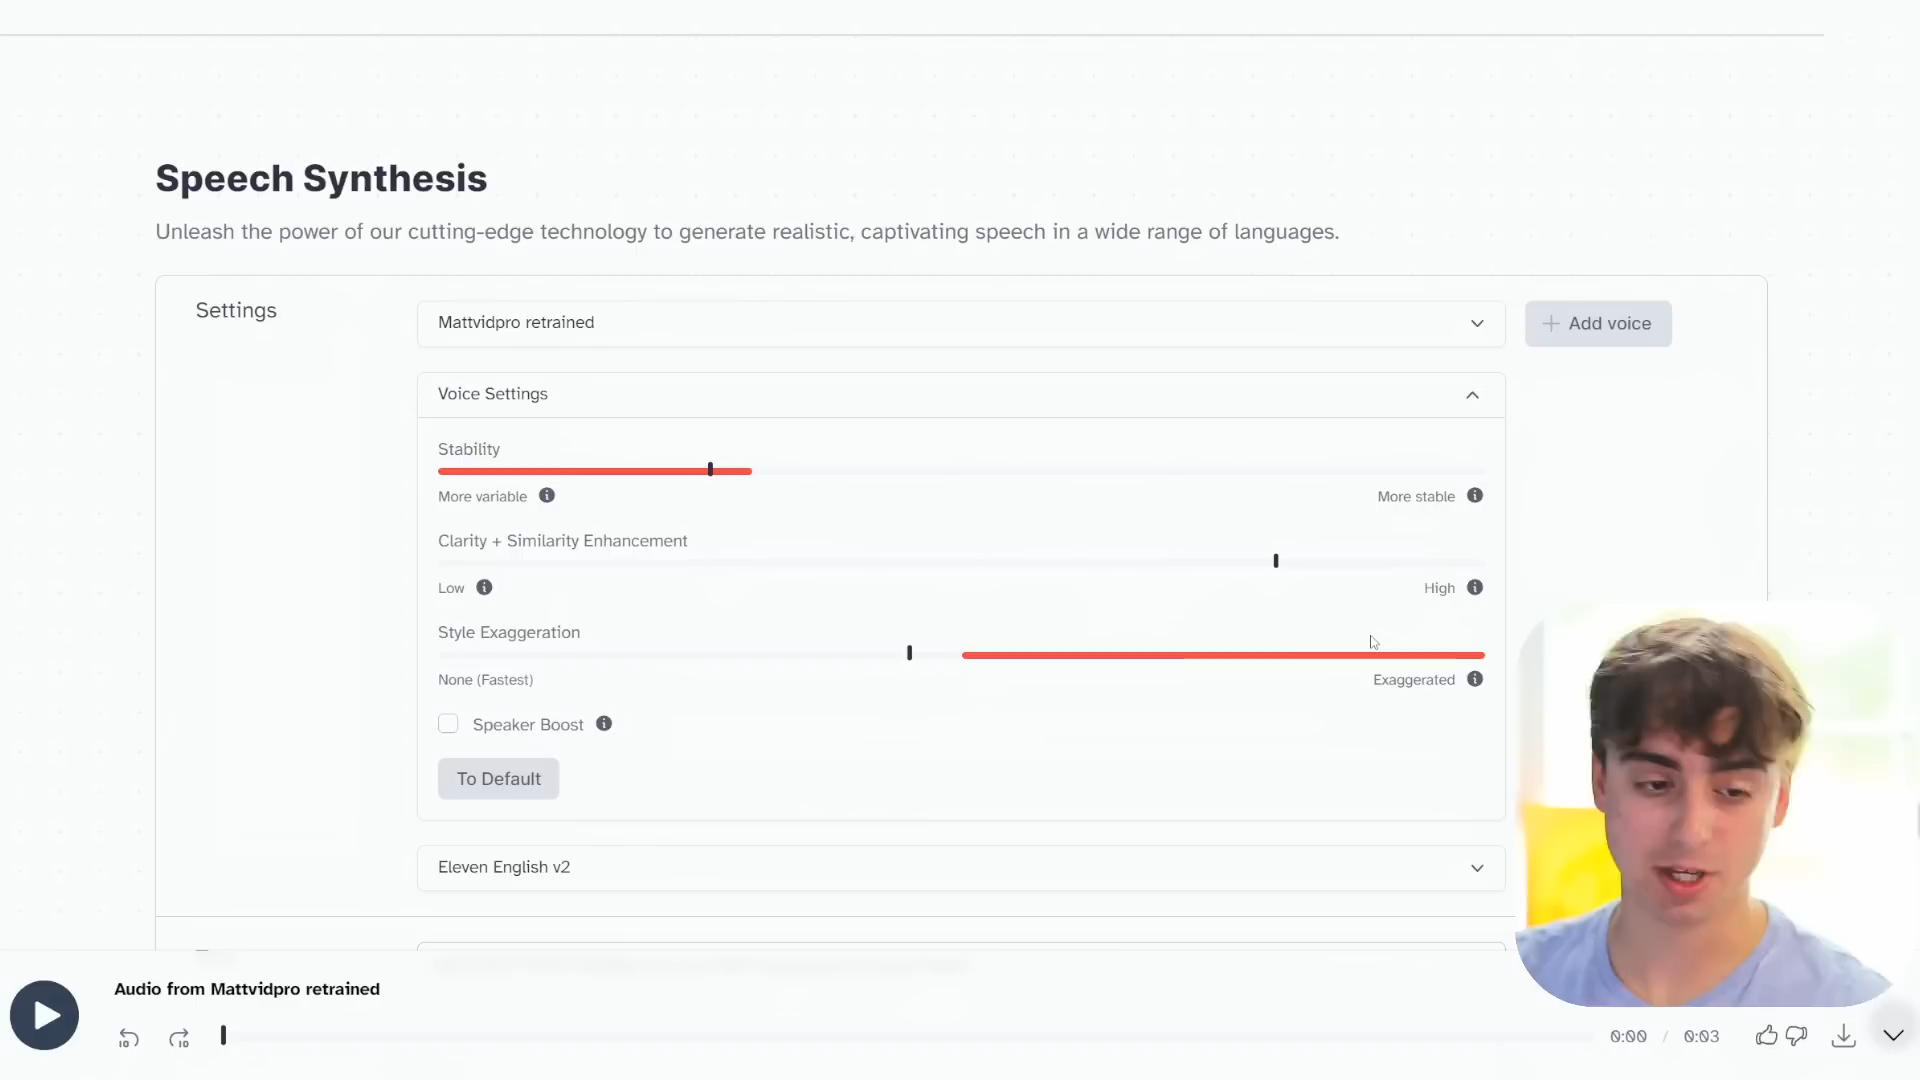 Speech Synthesis
Unleash the power of our cutting-edge technology to generate realistic, captivating speech in a wide range of languages.
Settings
Mattvidpro retrained
Add voice
Voice Settings
Stability
More variable
More stable
Clarity + Similarity Enhancement
Low
High
Style Exaggeration
None (Fastest)
Exaggerated
Speaker Boost
To Default
Eleven English v2
Audio from Mattvidpro retrained
10
10
0:00 / 0:03